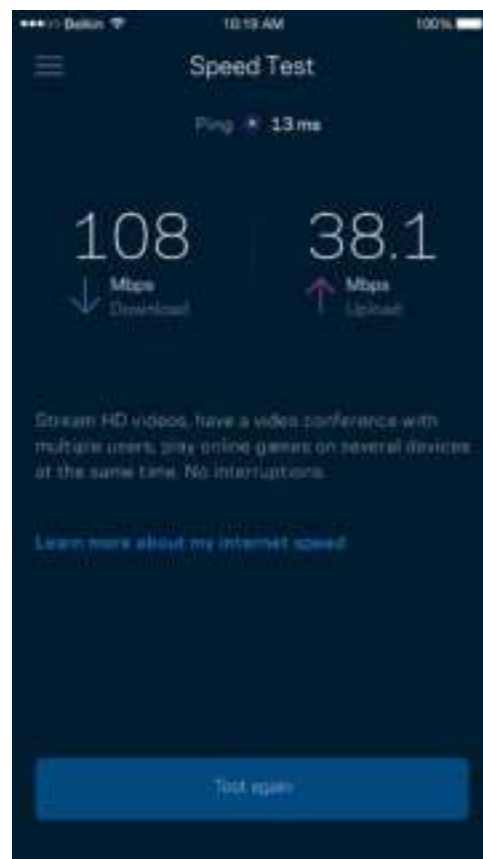 Belkin 10:19 AM 100%
Speed Test
Ping 13 ms
108 38.1
Mbps Mbps
Download Upload
Stream HD videos, have a video conference with
multiple users, play online games on several devices
at the same time. No interruptions.
Learn more about my internet speed
Test again